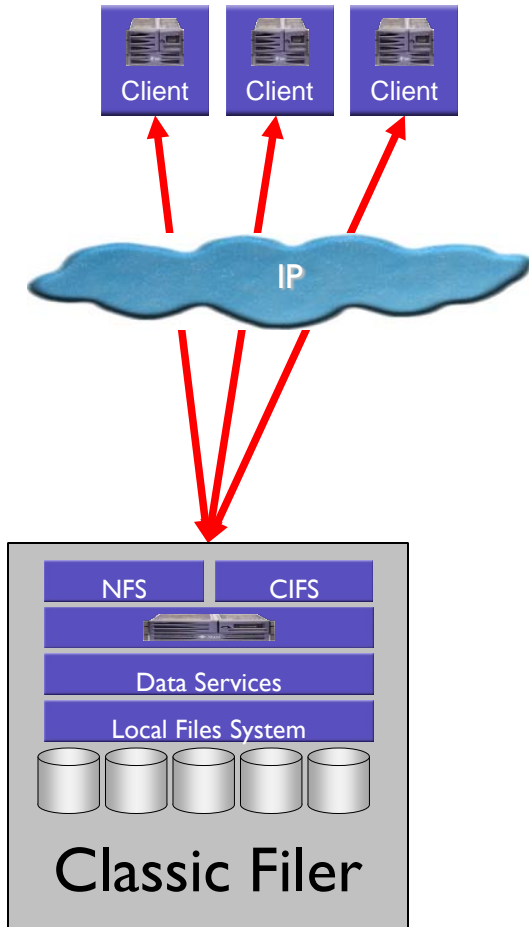 Client Client Client
IP
NFS CIFS
Data Services
Local Files System
Classic Filer